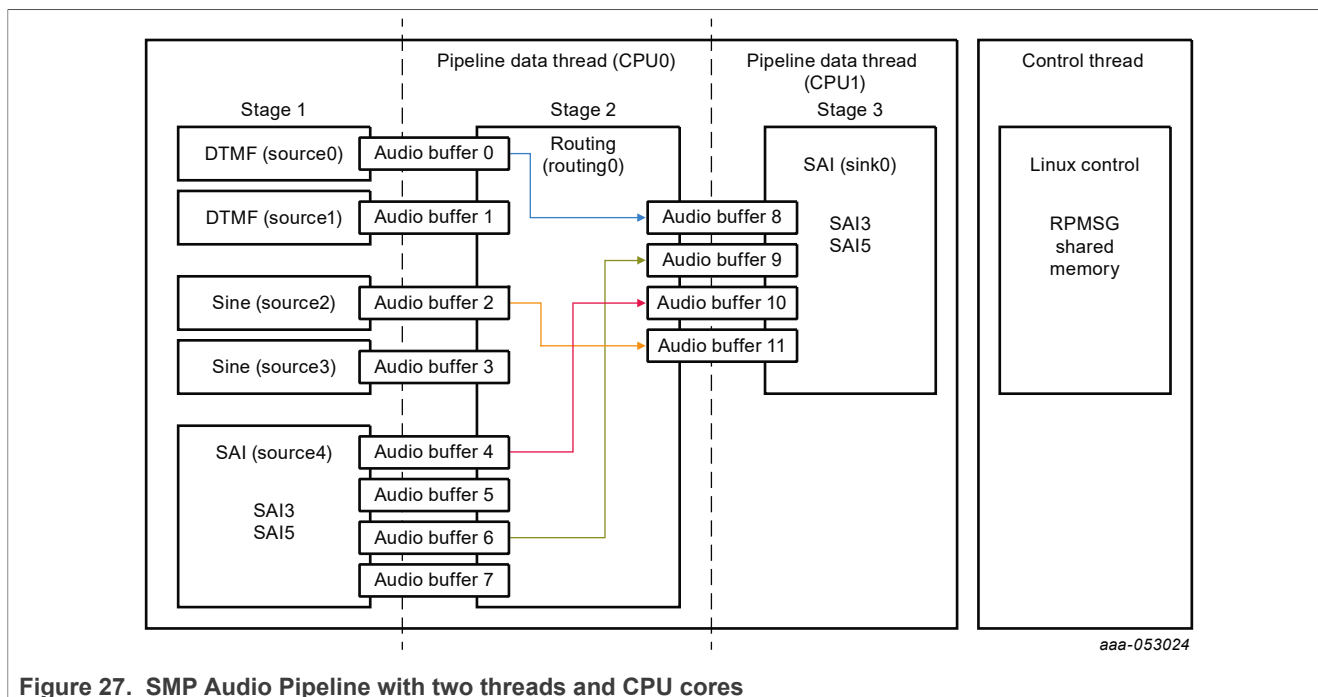 Pipeline data thread (CPU0)
Pipeline data thread
(CPU1)
Control thread
Stage 1
Stage 2
Stage 3
DTMF (source0)
Audio buffer 0
Routing
(routing0)
SAI (sink0)
Linux control
DTMF (source1)
Audio buffer 1
Audio buffer 8
SAI3
SAI5
RPMSG
shared
memory
Audio buffer 9
Sine (source2)
Audio buffer 2
Audio buffer 10
Audio buffer 11
Sine (source3)
Audio buffer 3
SAI (source4)
Audio buffer 4
Audio buffer 5
SAI3
SAI5
Audio buffer 6
Audio buffer 7
aaa-053024
Figure 27. SMP Audio Pipeline with two threads and CPU cores